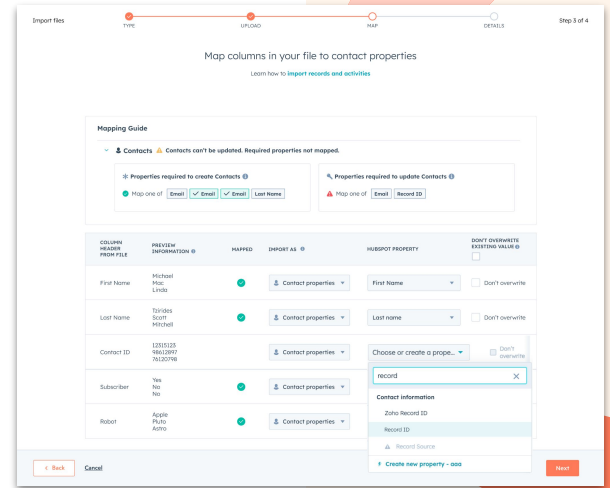 Import files
TYPE
UPLOAD
MAP
DETAILS
Step 3 of 4
Map columns in your file to contact properties
Learn how to import records and activities
Mapping Guide
Contacts Contacts can't be updated. Required properties not mapped.
Properties required to create Contacts
Map one of Email Email Email Last Name
Properties required to update Contacts
Map one of Email Record ID
COLUMN HEADER FROM FILE
PREVIEW INFORMATION
MAPPED
IMPORT AS
HUBSPOT PROPERTY
DON'T OVERWRITE EXISTING VALUE
First Name
Michael
Mac
Linda
Contact properties
First Name
Don't overwrite
Last Name
Tzirides
Scott
Mitchell
Contact properties
Last name
Don't overwrite
Contact ID
12315123
98612897
76120798
Contact properties
Choose or create a prope...
Don't overwrite
record
Contact information
Zoho Record ID
Record ID
Record Source
Create new property - aaa
Subscriber
Yes
No
No
Contact properties
Robot
Apple
Pluto
Astro
Contact properties
< Back
Cancel
Next